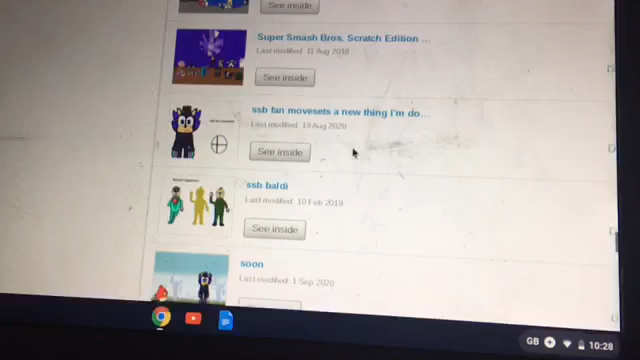 See inside
Super Smash Bros. Scratch Edition ...
Last modified: 11 Aug 2018
See inside
ssb fan movesets a new thing I'm do...
Last modified: 19 Aug 2020
See inside
ssb baldi
Last modified: 10 Feb 2019
See inside
soon
Last modified: 1 Sep 2020
GB
10:28